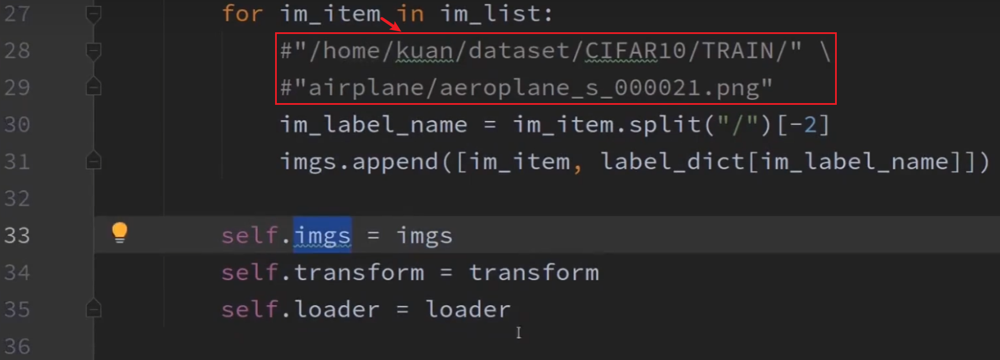 27 for im_item in im_list:
28 #"/home/kuan/dataset/CIFAR10/TRAIN/" \
29 #"airplane/aeroplane_s_000021.png"
30 im_label_name = im_item.split("/")[-2]
31 imgs.append([im_item, label_dict[im_label_name]])
32
33 self.imgs = imgs
34 self.transform = transform
35 self.loader = loader
36